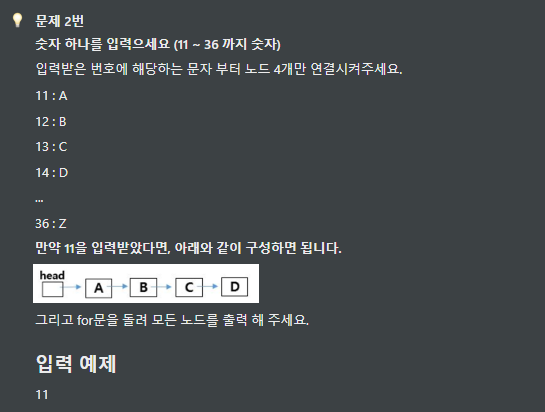 문제 2번
숫자 하나를 입력으세요 (11 ~ 36 까지 숫자)
입력받은 번호에 해당하는 문자 부터 노드 4개만 연결시켜주세요.
11 : A
12 : B
13 : C
14 : D
...
36 : Z
만약 11을 입력받았다면, 아래와 같이 구성하면 됩니다.
head
A B C D
그리고 for문을 돌려 모든 노드를 출력 해 주세요.
입력 예제
11